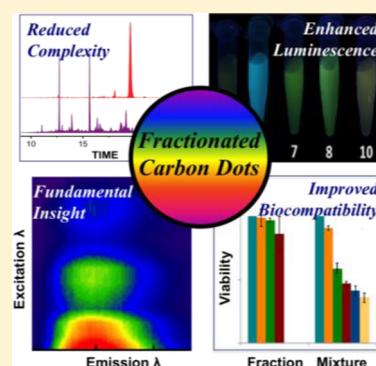 Reduced
Complexity
10
15
TIME
Enhanced
Luminescence
7
8
10
Fractionated
Carbon Dots
Fundamental
Insight
Excitation λ
Emission λ
Improved
Biocompatibility
Viability
Fraction Mixture